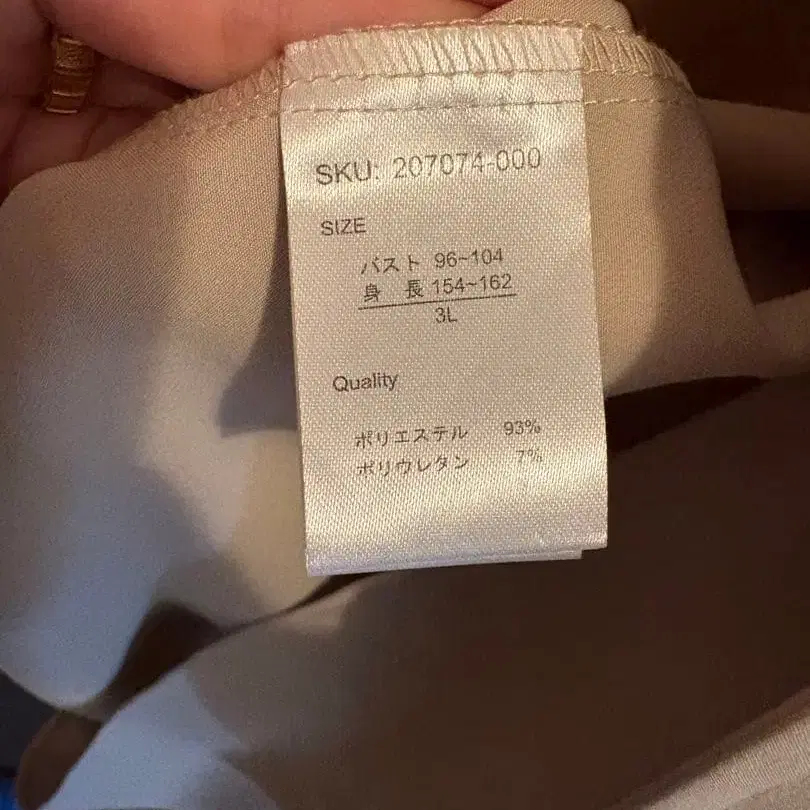 SKU: 207074-000
SIZE
バスト 96~104
身 長 154~162
3L
Quality
ポリエステル 93%
ポリウレタン 7%